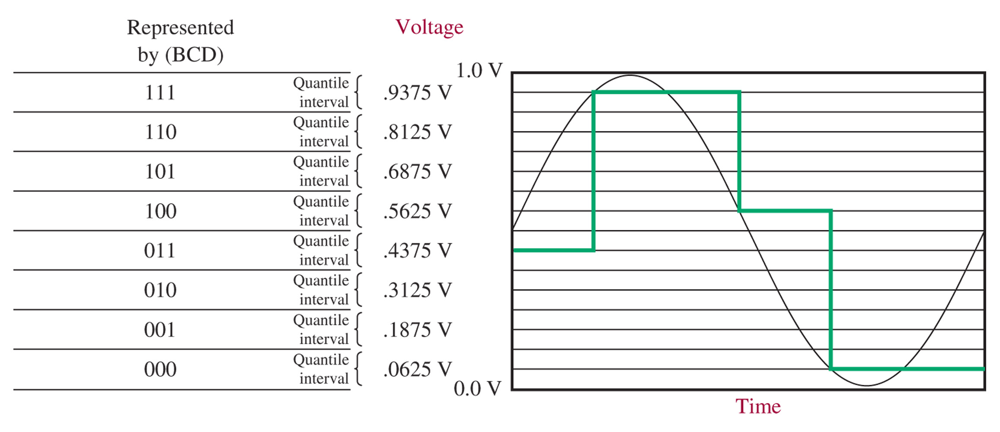 Represented
by (BCD)
Voltage
1.0 V
111
Quantile
interval
.9375 V
110
Quantile
interval
.8125 V
101
Quantile
interval
.6875 V
100
Quantile
interval
.5625 V
011
Quantile
interval
.4375 V
010
Quantile
interval
.3125 V
001
Quantile
interval
.1875 V
000
Quantile
interval
.0625 V
0.0 V
Time